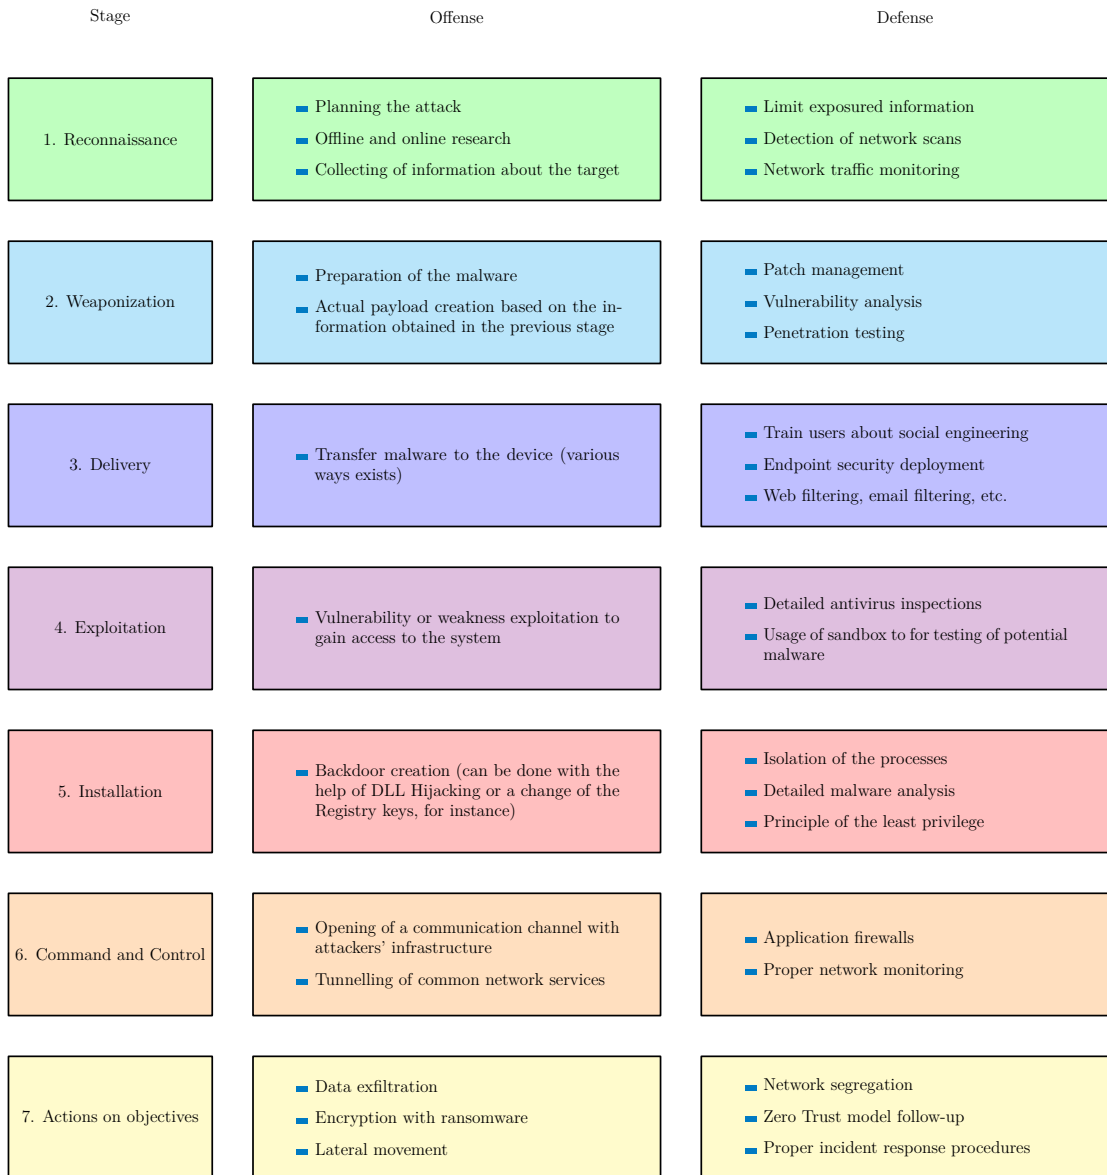 Stage
Offense
Defense
1. Reconnaissance
Planning the attack
Offline and online research
Collecting of information about the target
Limit exposured information
Detection of network scans
Network traffic monitoring
2. Weaponization
Preparation of the malware
Actual payload creation based on the in-
formation obtained in the previous stage
Patch management
Vulnerability analysis
Penetration testing
3. Delivery
Transfer malware to the device (various
ways exists)
Train users about social engineering
Endpoint security deployment
Web filtering, email filtering, etc.
4. Exploitation
Vulnerability or weakness exploitation to
gain access to the system
Detailed antivirus inspections
Usage of sandbox to for testing of potential
malware
5. Installation
Backdoor creation (can be done with the
help of DLL Hijacking or a change of the
Registry keys, for instance)
Isolation of the processes
Detailed malware analysis
Principle of the least privilege
6. Command and Control
Opening of a communication channel with
attackers' infrastructure
Tunnelling of common network services
Application firewalls
Proper network monitoring
7. Actions on objectives
Data exfiltration
Encryption with ransomware
Lateral movement
Network segregation
Zero Trust model follow-up
Proper incident response procedures